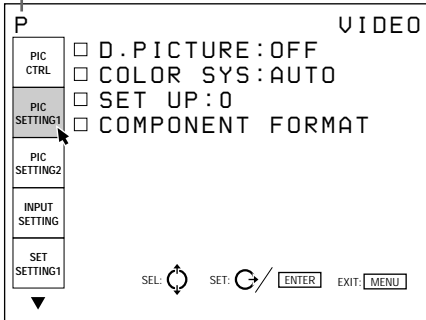 P VIDEO
PIC CTRL
PIC SETTING1
PIC SETTING2
INPUT SETTING
SET SETTING1
D.PICTURE:OFF
COLOR SYS:AUTO
SET UP:0
COMPONENT FORMAT
SEL: SET: / ENTER EXIT: MENU